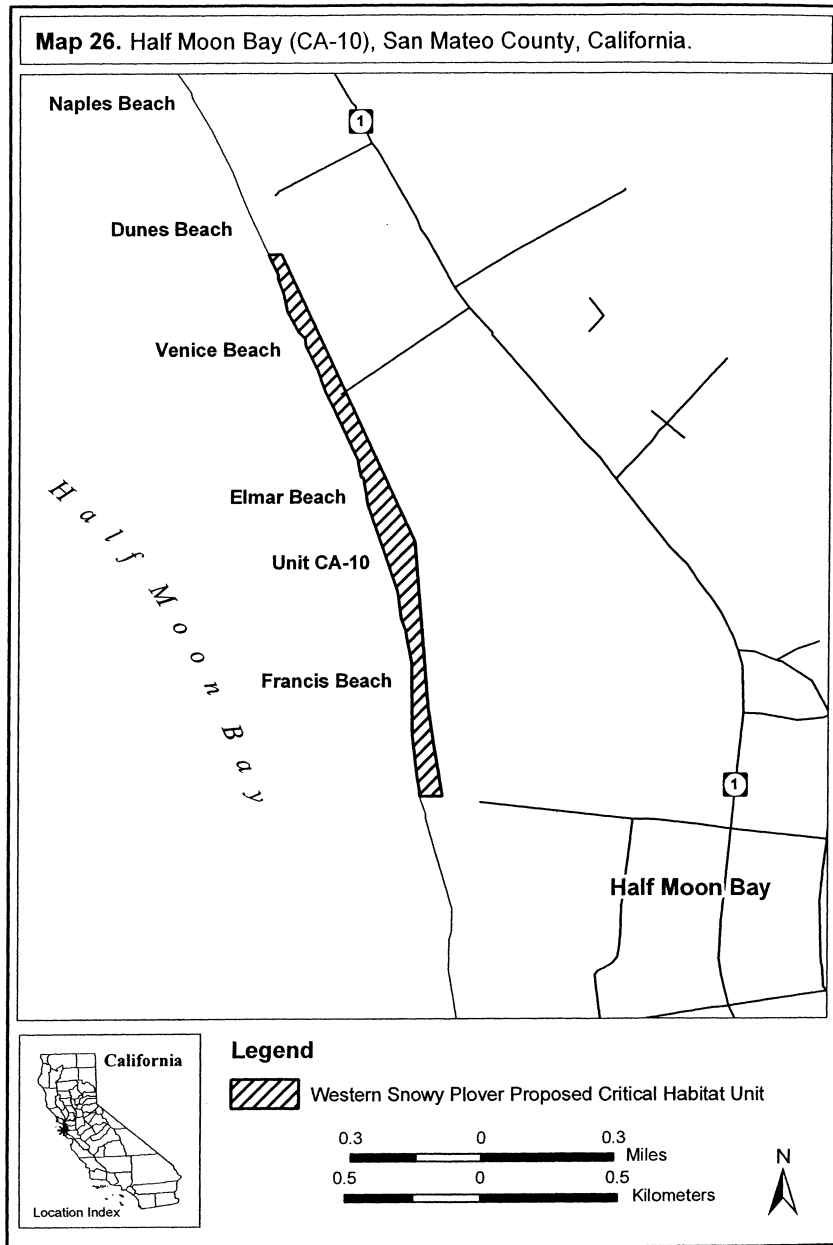 Map 26. Half Moon Bay (CA-10), San Mateo County, California.
Naples Beach
1
Dunes Beach
Venice Beach
Elmar Beach
Half Moon Bay
Unit CA-10
Francis Beach
1
Half Moon Bay
California
Location Index
Legend
Western Snowy Plover Proposed Critical Habitat Unit
0.3 0 0.3
Miles
0.5 0 0.5
Kilometers
N